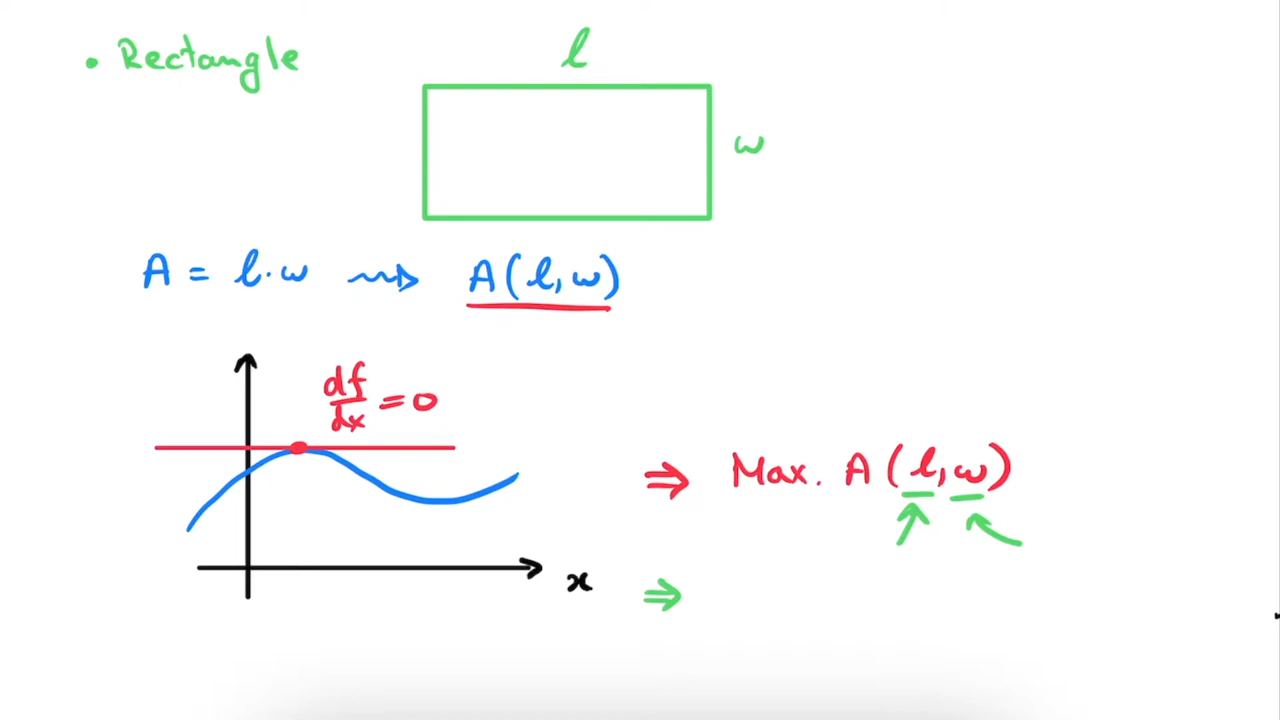 • Rectangle
l
w
A = l·w ⇝ A(l,w)
df/dx = 0
⇒ Max. A(l,w)
x
⇒